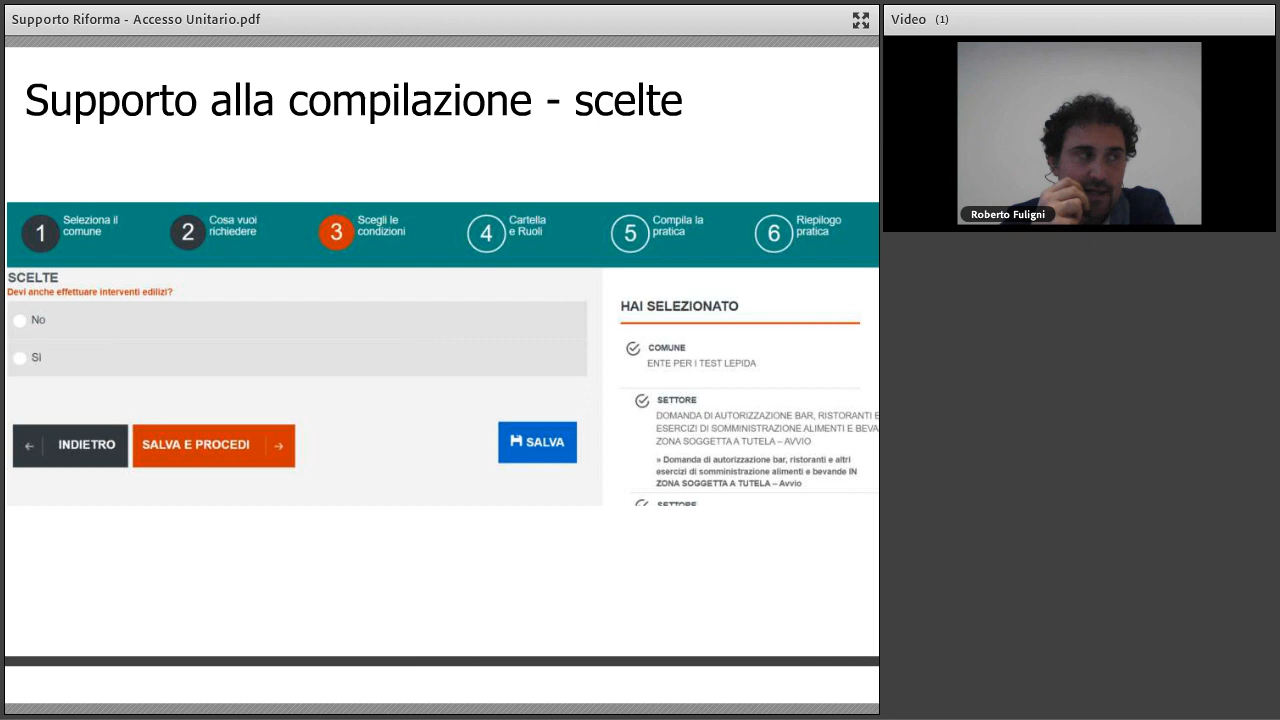 Supporto Riforma - Accesso Unitario.pdf
Video (1)
Roberto Fuligni
Supporto alla compilazione - scelte
1 Seleziona il comune
2 Cosa vuoi richiedere
3 Scegli le condizioni
4 Cartella e Ruoli
5 Compila la pratica
6 Riepilogo pratica
SCELTE
Devi anche effettuare interventi edilizi?
No
Sì
← INDIETRO
SALVA E PROCEDI →
SALVA
HAI SELEZIONATO
COMUNE
ENTE PER I TEST LEPIDA
SETTORE
DOMANDA DI AUTORIZZAZIONE BAR, RISTORANTI E
ESERCIZI DI SOMMINISTRAZIONE ALIMENTI E BEVA
ZONA SOGGETTA A TUTELA – AVVIO
» Domanda di autorizzazione bar, ristoranti e altri
esercizi di somministrazione alimenti e bevande IN
ZONA SOGGETTA A TUTELA – Avvio
SETTORE